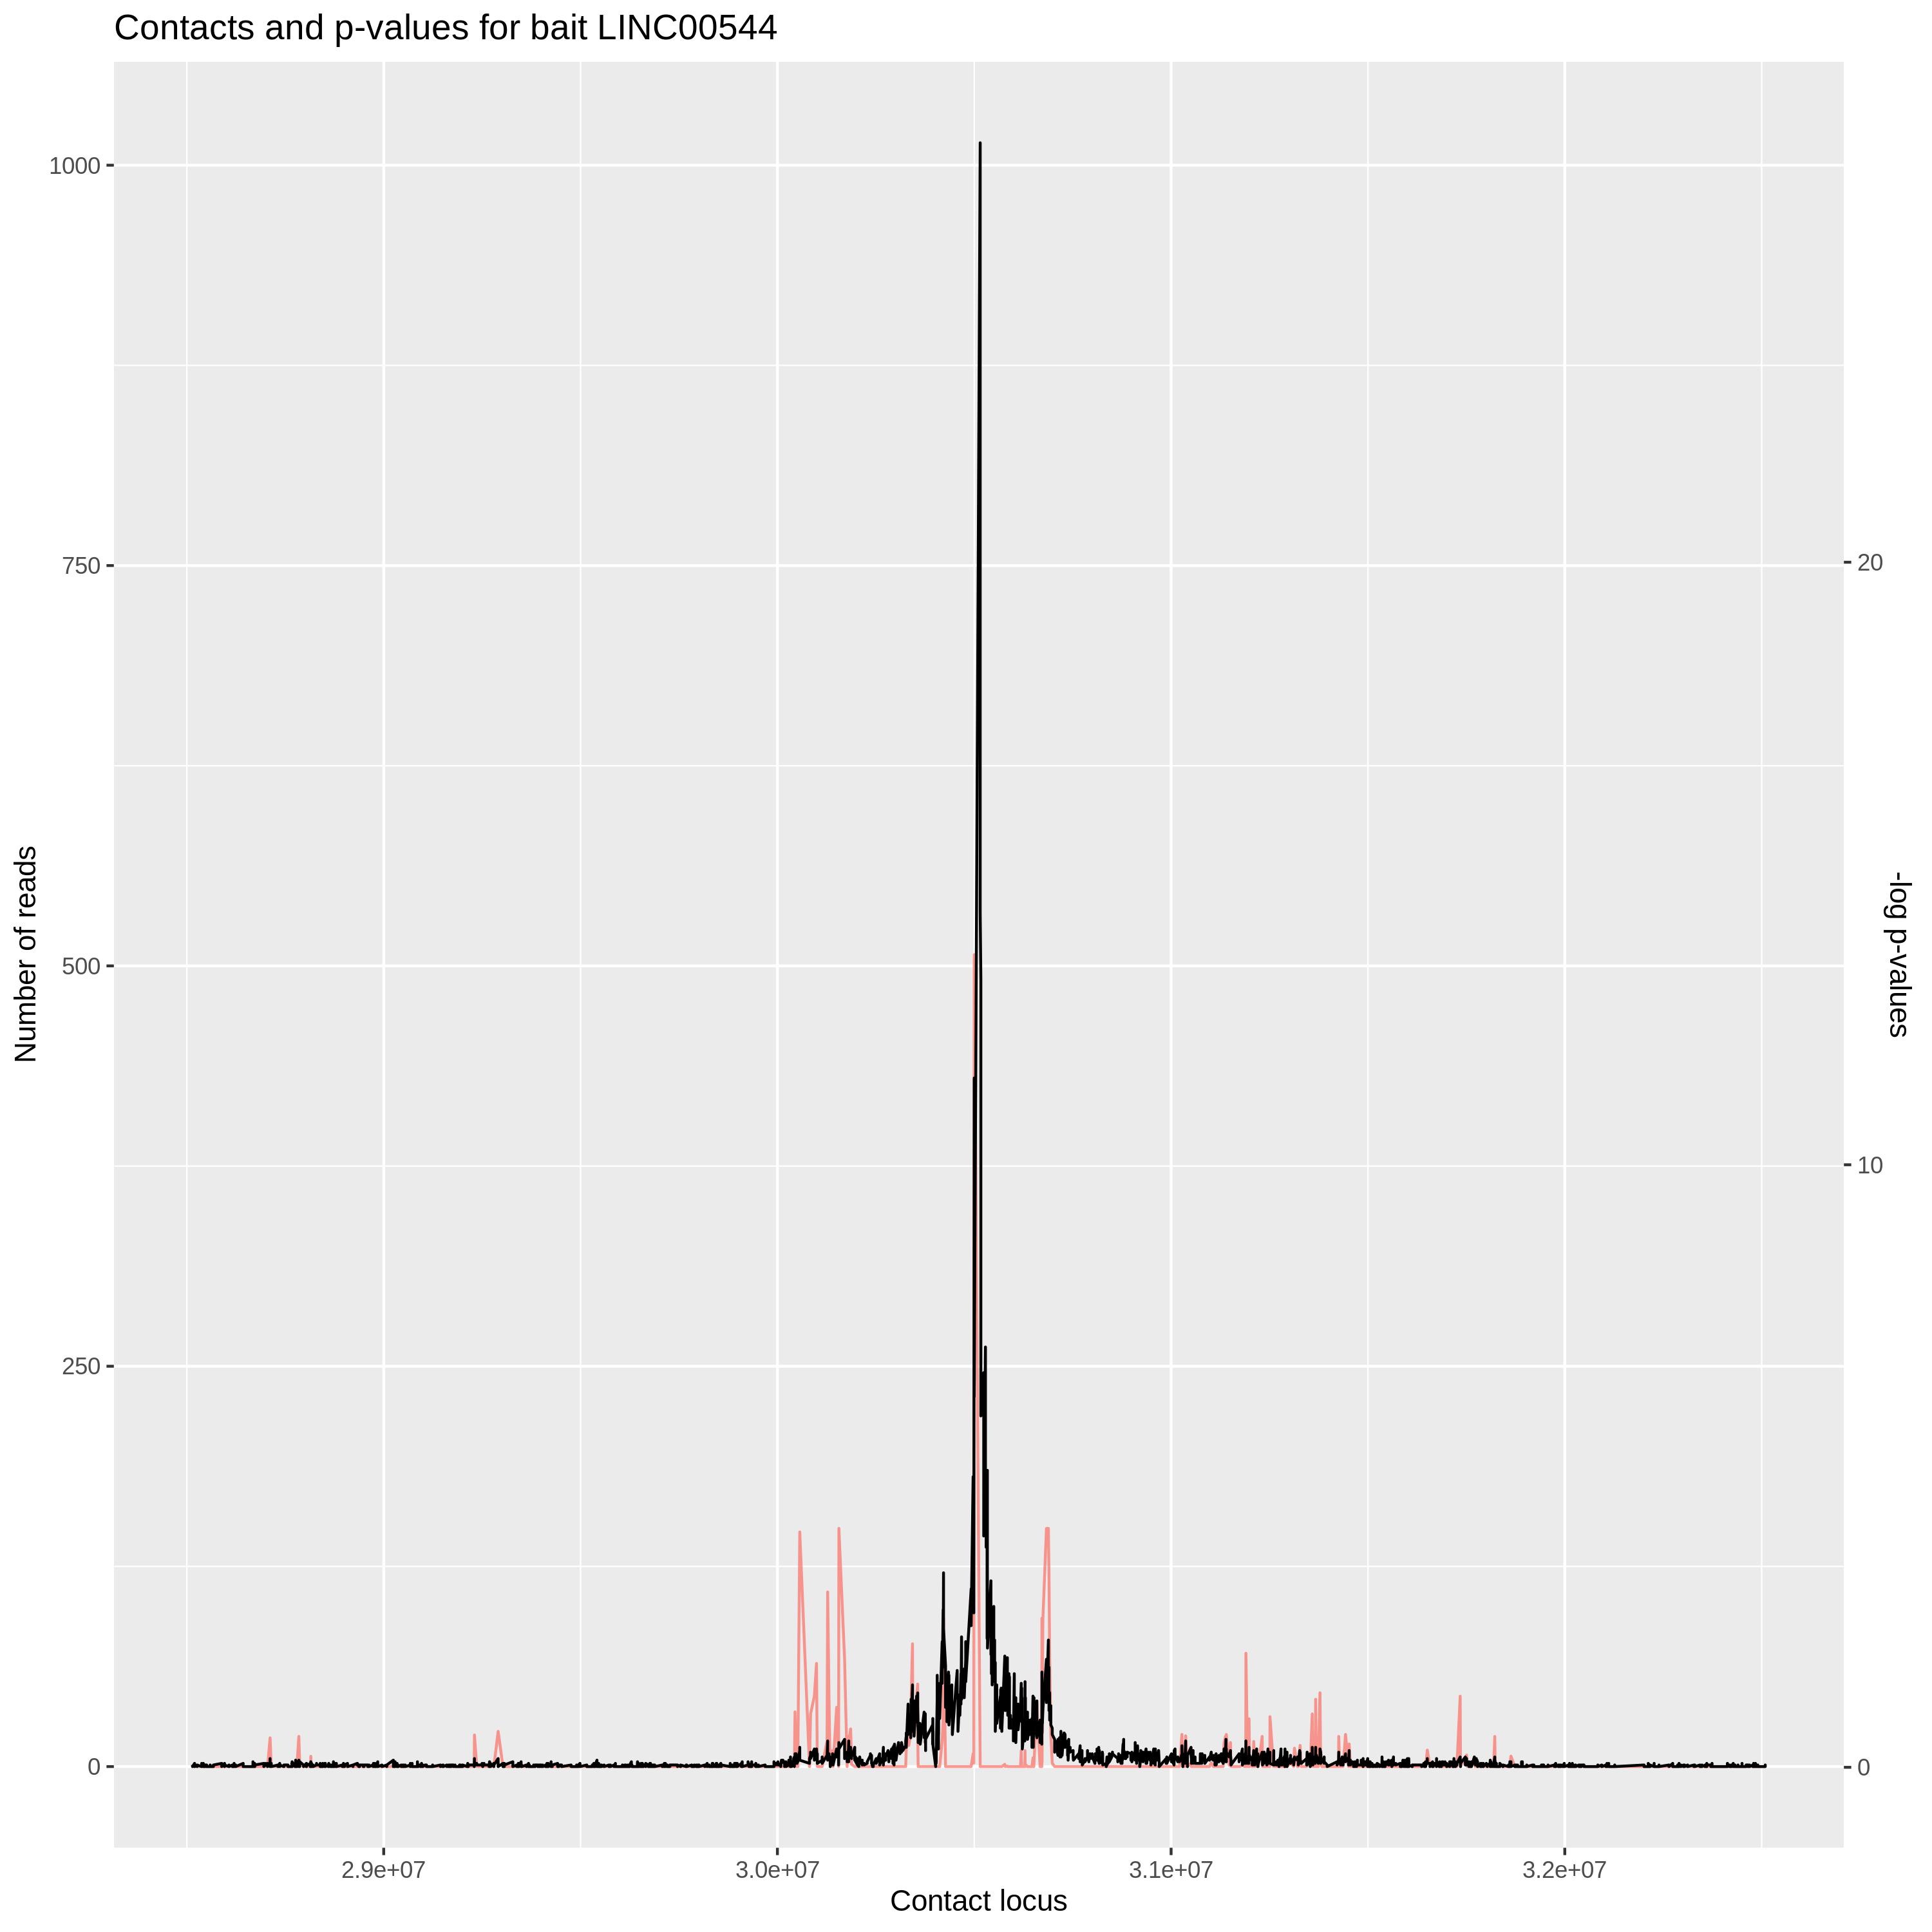 Contacts and p-values for bait LINC00544
1000
750
500
250
0
Number of reads
20
10
0
-log p-values
2.9e+07 3.0e+07 3.1e+07 3.2e+07
Contact locus